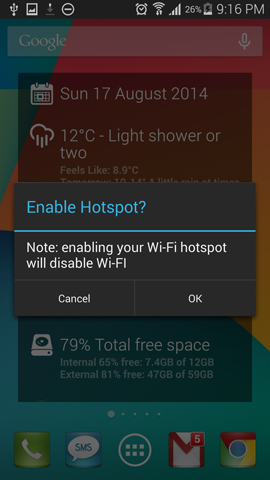 26% 9:16 PM
Google
Sun 17 August 2014
12°C - Light shower or
two
Feels Like: 8.9°C
Tomorrow: 10-14° A little rain at times
Enable Hotspot?
Note: enabling your Wi-Fi hotspot
will disable Wi-FI
Cancel
OK
79% Total free space
Internal 65% free: 7.4GB of 12GB
External 81% free: 47GB of 59GB
SMS
5